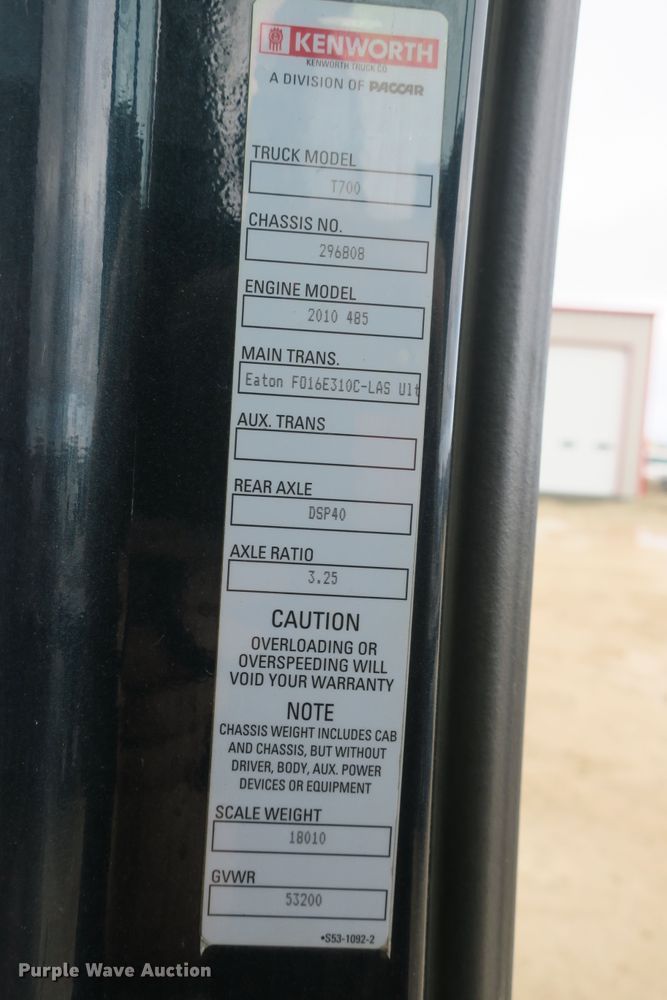 KENWORTH
KENWORTH TRUCK CO
A DIVISION OF PACCAR
TRUCK MODEL
T700
CHASSIS NO.
296808
ENGINE MODEL
2010 485
MAIN TRANS.
Eaton FO16E310C-LAS Ult
AUX. TRANS
REAR AXLE
DSP40
AXLE RATIO
3.25
CAUTION
OVERLOADING OR
OVERSPEEDING WILL
VOID YOUR WARRANTY
NOTE
CHASSIS WEIGHT INCLUDES CAB
AND CHASSIS, BUT WITHOUT
DRIVER, BODY, AUX. POWER
DEVICES OR EQUIPMENT
SCALE WEIGHT
18010
GVWR
53200
•S53-1092-2
Purple Wave Auction